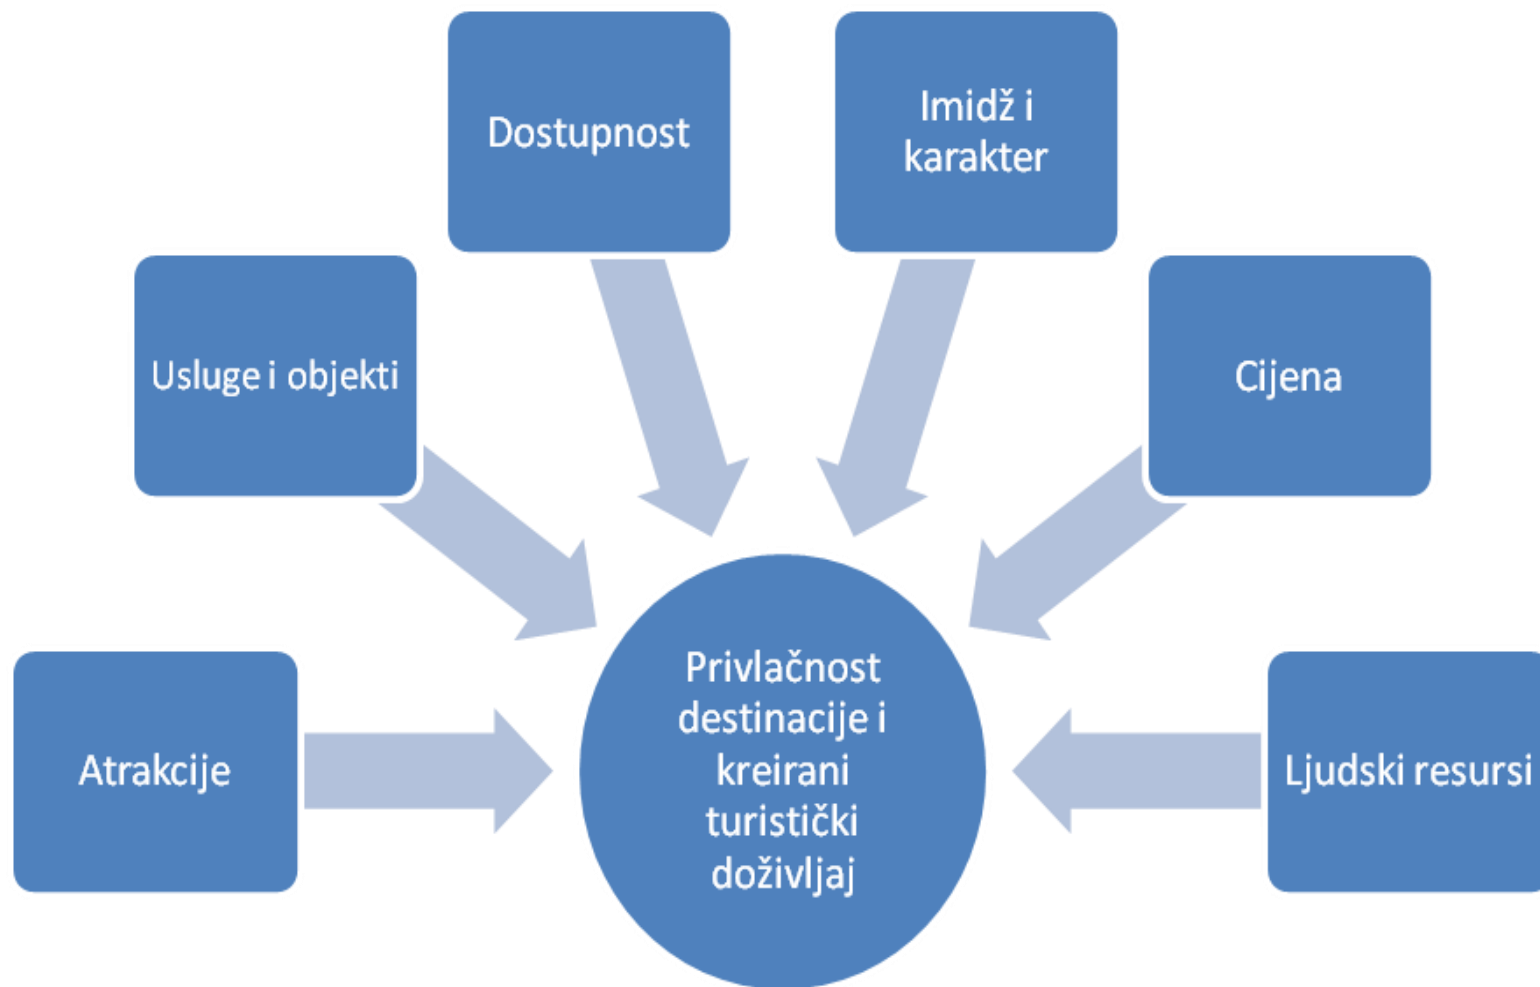 Dostupnost
Imidž i
karakter
Usluge i objekti
Cijena
Atrakcije
Privlačnost
destinacije i
kreirani
turistički
doživljaj
Ljudski resursi